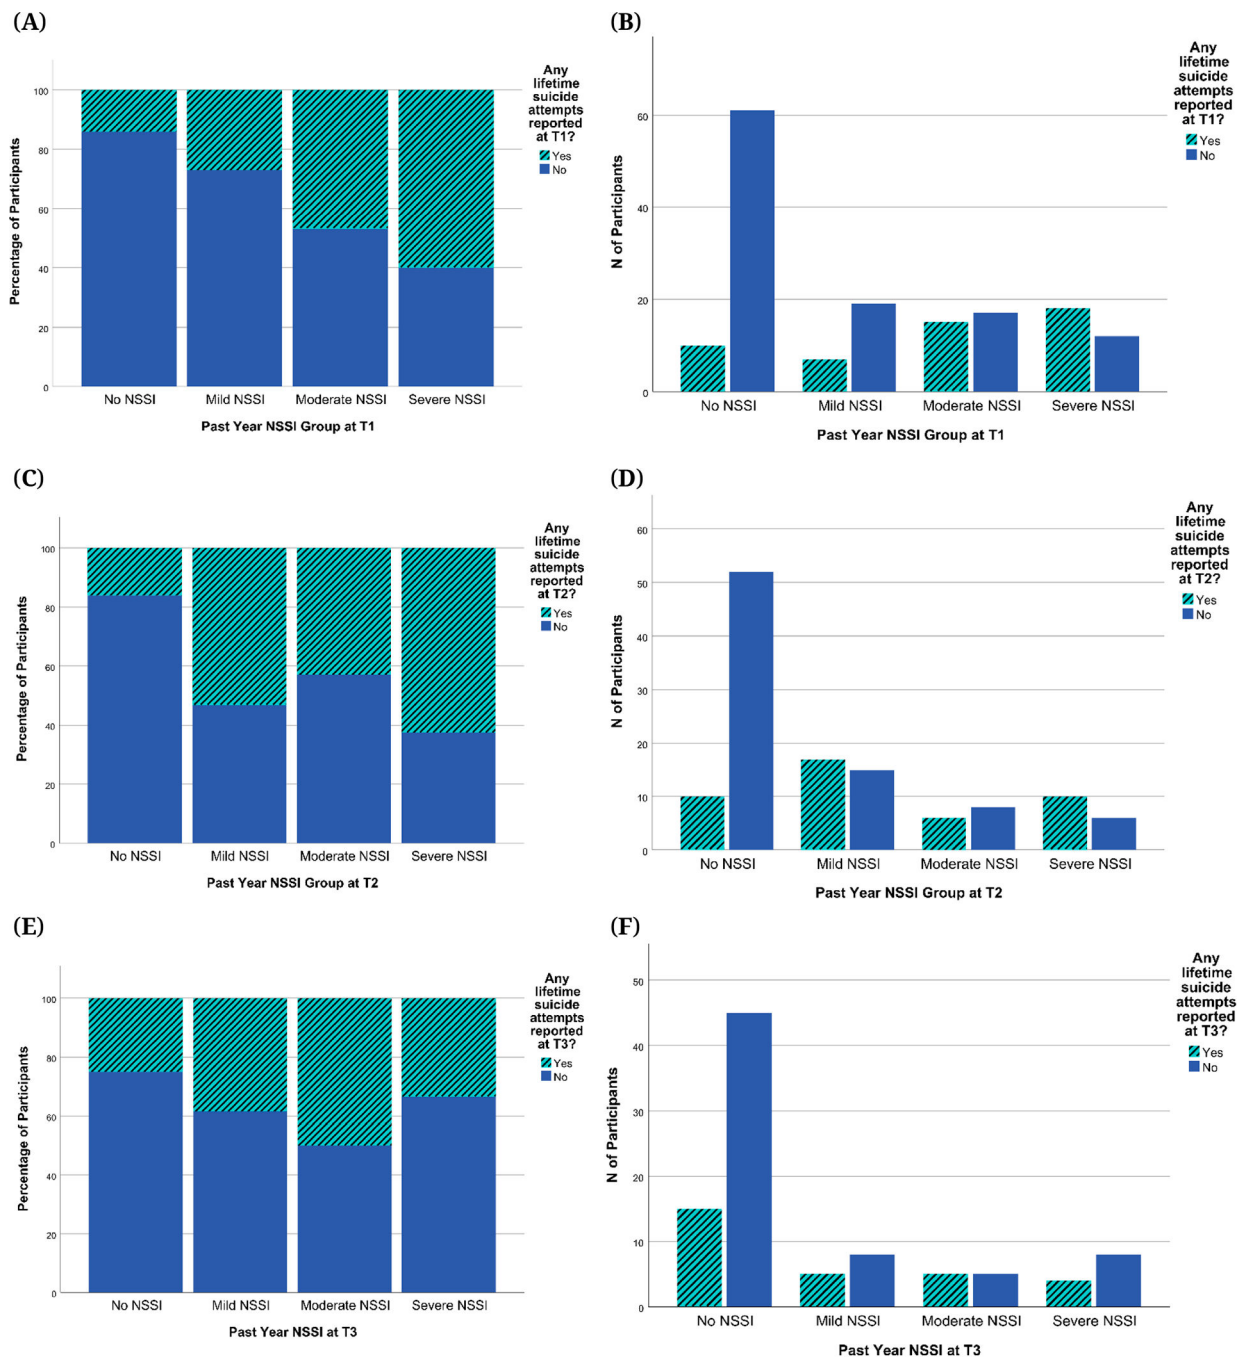 (A)
Any
lifetime
suicide
attempts
reported
at T1?
Yes
No
Percentage of Participants
100
80
60
40
20
0
No NSSI Mild NSSI Moderate NSSI Severe NSSI
Past Year NSSI Group at T1
(B)
Any
lifetime
suicide
attempts
reported
at T1?
Yes
No
N of Participants
60
40
20
0
No NSSI Mild NSSI Moderate NSSI Severe NSSI
Past Year NSSI Group at T1
(C)
Any
lifetime
suicide
attempts
reported
at T2?
Yes
No
Percentage of Participants
100
80
60
40
20
0
No NSSI Mild NSSI Moderate NSSI Severe NSSI
Past Year NSSI Group at T2
(D)
Any
lifetime
suicide
attempts
reported
at T2?
Yes
No
N of Participants
60
50
40
30
20
10
0
No NSSI Mild NSSI Moderate NSSI Severe NSSI
Past Year NSSI Group at T2
(E)
Any
lifetime
suicide
attempts
reported
at T3?
Yes
No
Percentage of Participants
100
80
60
40
20
0
No NSSI Mild NSSI Moderate NSSI Severe NSSI
Past Year NSSI at T3
(F)
Any
lifetime
suicide
attempts
reported
at T3?
Yes
No
N of Participants
50
40
30
20
10
0
No NSSI Mild NSSI Moderate NSSI Severe NSSI
Past Year NSSI at T3